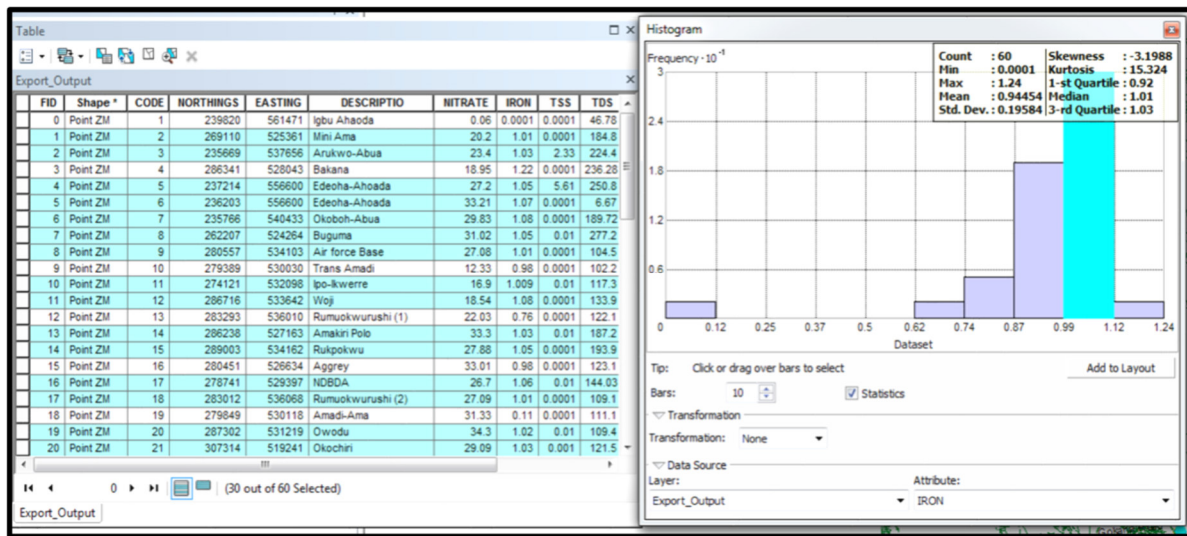 Table
Export_Output
FID Shape * CODE NORTHINGS EASTING DESCRIPTIO NITRATE IRON TSS TDS
0 Point ZM 1 239820 561471 Igbu Ahaoda 0.06 0.0001 0.0001 46.78
1 Point ZM 2 269110 525361 Mini Ama 20.2 1.01 0.0001 184.8
2 Point ZM 3 235669 537656 Arukwo-Abua 23.4 1.03 2.33 224.4
3 Point ZM 4 286341 528043 Bakana 18.95 1.22 0.0001 236.28
4 Point ZM 5 237214 556600 Edeoha-Ahoada 27.2 1.05 5.61 250.8
5 Point ZM 6 236203 556600 Edeoha-Ahoada 33.21 1.07 0.0001 6.67
6 Point ZM 7 235766 540433 Okoboh-Abua 29.83 1.08 0.0001 189.72
7 Point ZM 8 262207 524264 Buguma 31.02 1.05 0.01 277.2
8 Point ZM 9 280557 534103 Air force Base 27.08 1.01 0.0001 104.5
9 Point ZM 10 279389 530030 Trans Amadi 12.33 0.98 0.0001 102.2
10 Point ZM 11 274121 532098 Ipo-Ikwerre 16.9 1.009 0.01 117.3
11 Point ZM 12 286716 533642 Woji 18.54 1.08 0.0001 133.9
12 Point ZM 13 283293 536010 Rumuokwurushi (1) 22.03 0.76 0.0001 122.1
13 Point ZM 14 286238 527163 Amakiri Polo 33.3 1.03 0.01 187.2
14 Point ZM 15 289003 534162 Rukpokwu 27.88 1.05 0.0001 193.9
15 Point ZM 16 280451 526634 Aggrey 33.01 0.98 0.0001 123.1
16 Point ZM 17 278741 529397 NDBDA 26.7 1.06 0.01 144.03
17 Point ZM 18 283012 536068 Rumuokwurushi (2) 27.09 1.01 0.0001 109.1
18 Point ZM 19 279849 530118 Amadi-Ama 31.33 0.11 0.0001 111.1
19 Point ZM 20 287302 531219 Owodu 34.3 1.02 0.01 109.4
20 Point ZM 21 307314 519241 Okochiri 29.09 1.03 0.001 121.5
0 (30 out of 60 Selected)
Export_Output
Histogram
Frequency · 10⁻¹
Count : 60 Skewness : -3.1988
Min : 0.0001 Kurtosis : 15.324
Max : 1.24 1-st Quartile : 0.92
Mean : 0.94454 Median : 1.01
Std. Dev. : 0.19584 3-rd Quartile : 1.03
3
2.4
1.8
1.2
0.6
0 0.12 0.25 0.37 0.5 0.62 0.74 0.87 0.99 1.12 1.24
Dataset
Tip: Click or drag over bars to select Add to Layout
Bars: 10 Statistics
Transformation
Transformation: None
Data Source
Layer: Attribute:
Export_Output IRON